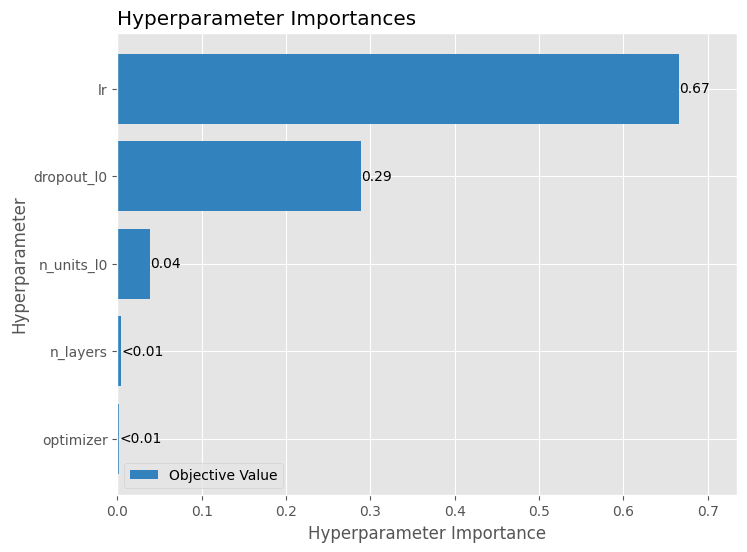 Hyperparameter Importances
Hyperparameter
lr
0.67
dropout_l0
0.29
n_units_l0
0.04
n_layers
<0.01
optimizer
<0.01
Objective Value
0.0 0.1 0.2 0.3 0.4 0.5 0.6 0.7
Hyperparameter Importance